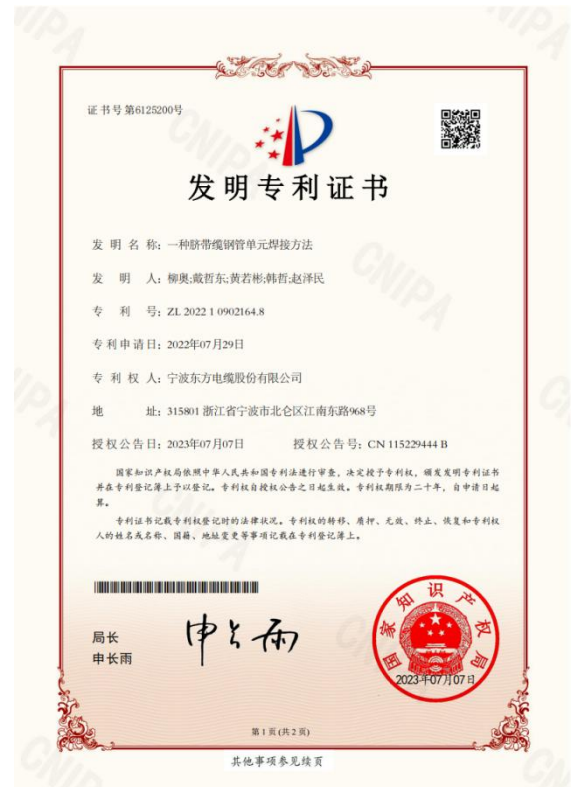 证书号第6125200号
发明专利证书
发 明 名 称：一种脐带缆钢管单元焊接方法
发 明 人：柳奥;戴哲东;黄若彬;韩哲;赵泽民
专 利 号：ZL 2022 1 0902164.8
专利申请日：2022年07月29日
专 利 权 人：宁波东方电缆股份有限公司
地 址：315801 浙江省宁波市北仑区江南东路968号
授权公告日：2023年07月07日 授权公告号：CN 115229444 B
国家知识产权局依照中华人民共和国专利法进行审查，决定授予专利权，颁发发明专利证书
并在专利登记簿上予以登记。专利权自授权公告之日起生效。专利权期限为二十年，自申请日起
算。
专利证书记载专利权登记时的法律状况。专利权的转移、质押、无效、终止、恢复和专利权
人的姓名或名称、国籍、地址变更等事项记载在专利登记簿上。
局长
申长雨
申长雨
国家知识产权局
2023年07月07日
第 1 页 (共 2 页)
其他事项参见续页
CNIPA
CNIPA
CNIPA